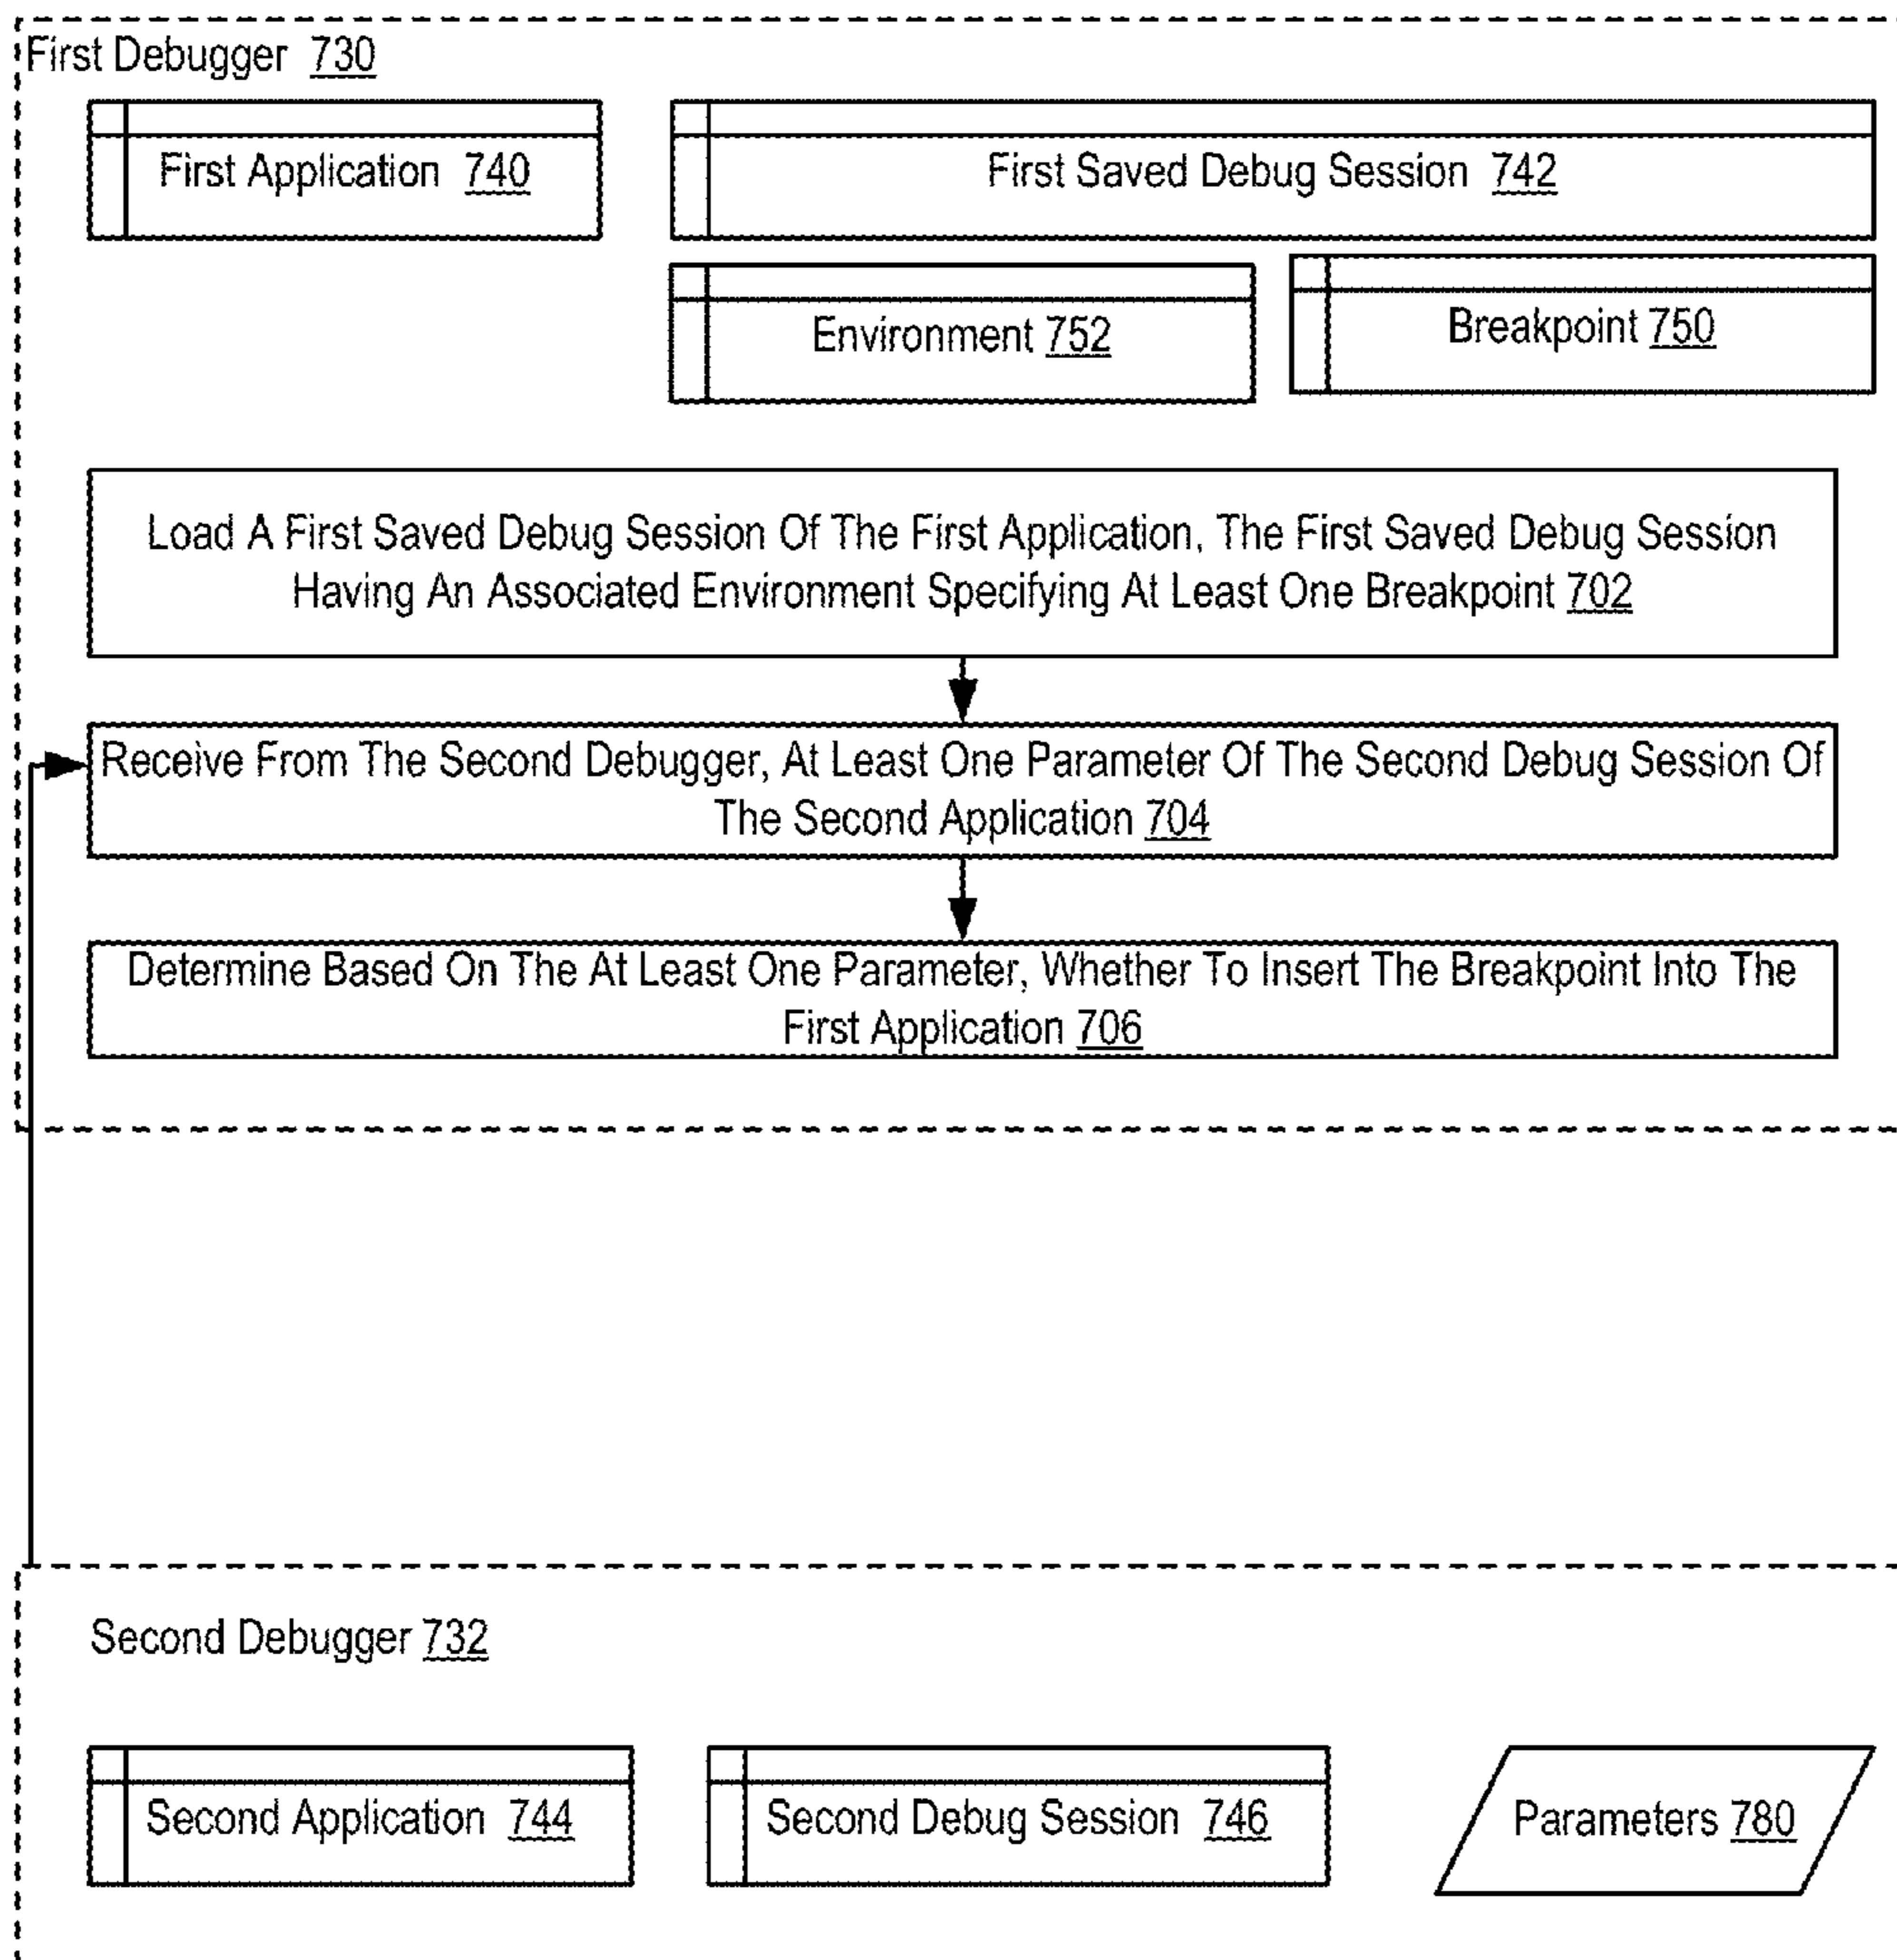 First Debugger 730
First Application 740
First Saved Debug Session 742
Environment 752
Breakpoint 750
Load A First Saved Debug Session Of The First Application, The First Saved Debug Session
Having An Associated Environment Specifying At Least One Breakpoint 702
Receive From The Second Debugger, At Least One Parameter Of The Second Debug Session Of
The Second Application 704
Determine Based On The At Least One Parameter, Whether To Insert The Breakpoint Into The
First Application 706
Second Debugger 732
Second Application 744
Second Debug Session 746
Parameters 780